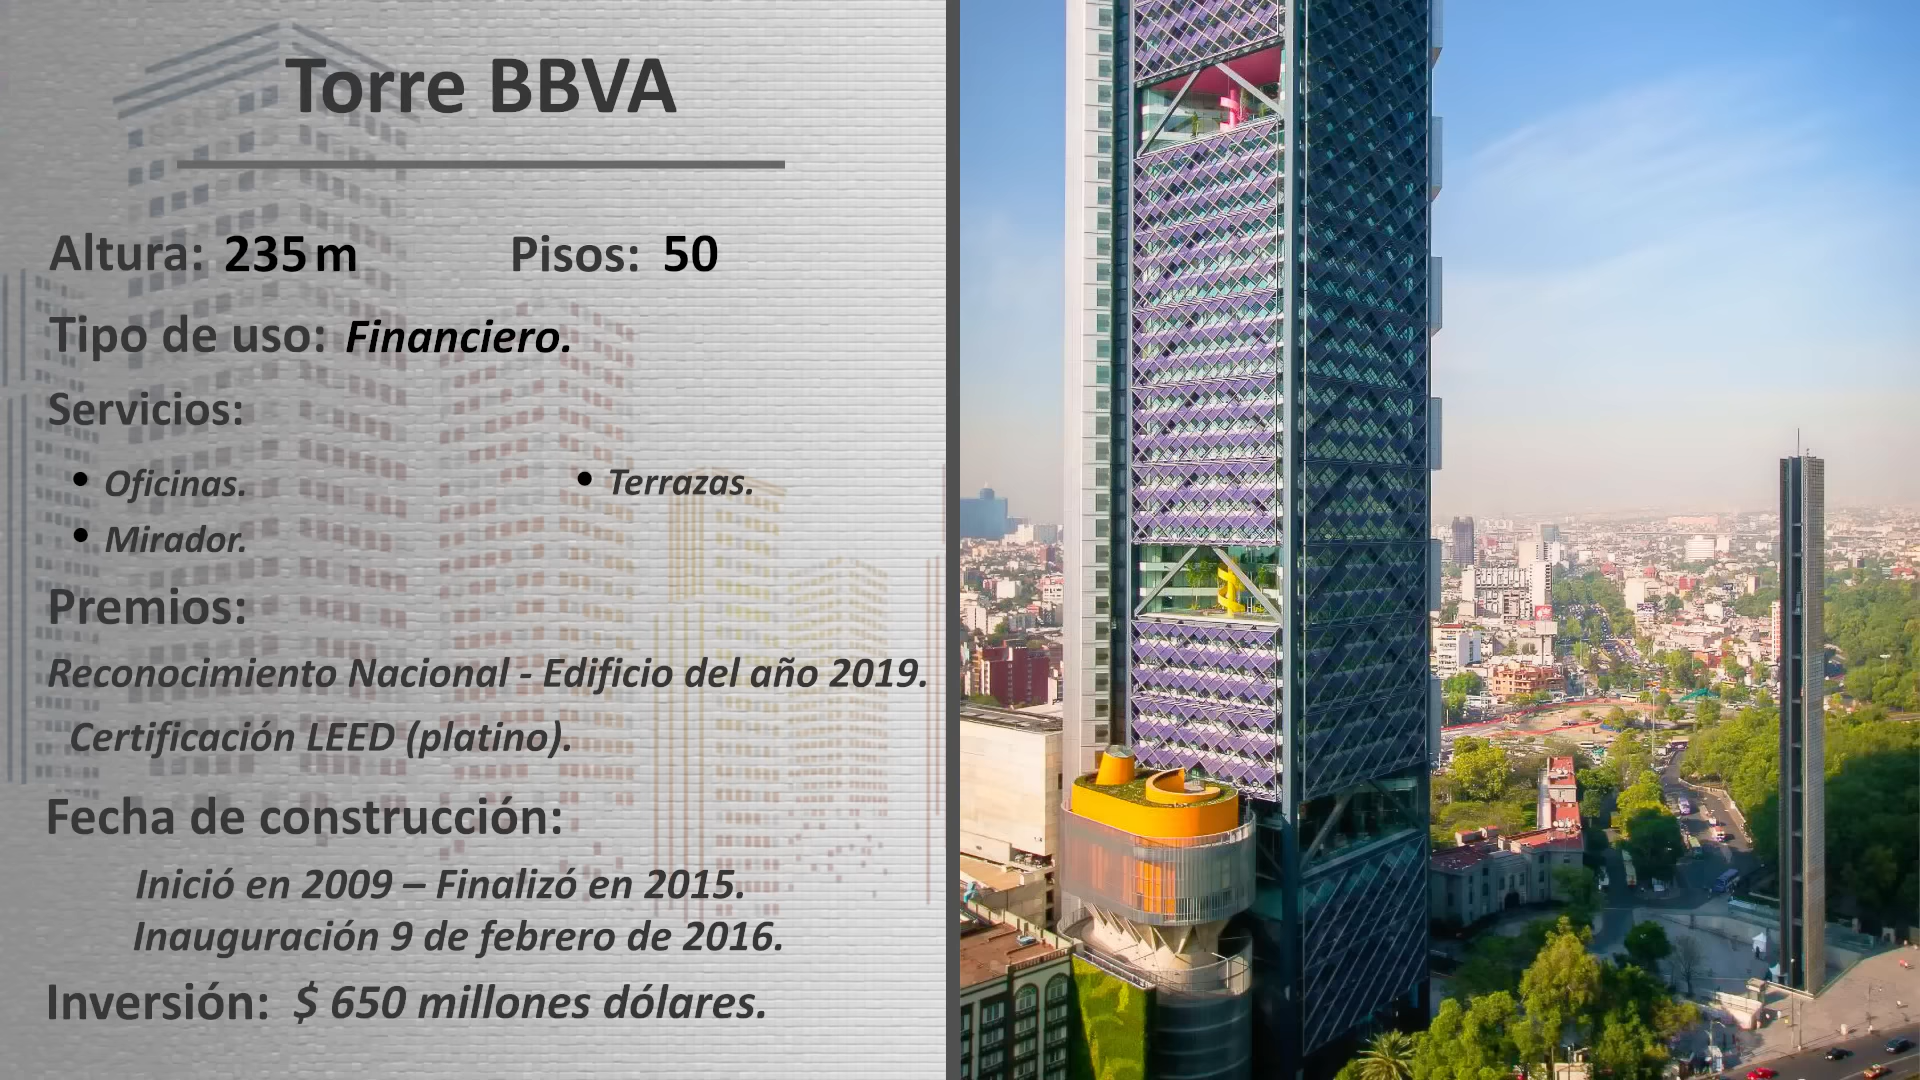 Torre BBVA
Altura: 235 m Pisos: 50
Tipo de uso: Financiero.
Servicios:
• Oficinas. • Terrazas.
• Mirador.
Premios:
Reconocimiento Nacional - Edificio del año 2019.
Certificación LEED (platino).
Fecha de construcción:
Inició en 2009 – Finalizó en 2015.
Inauguración 9 de febrero de 2016.
Inversión: $ 650 millones dólares.